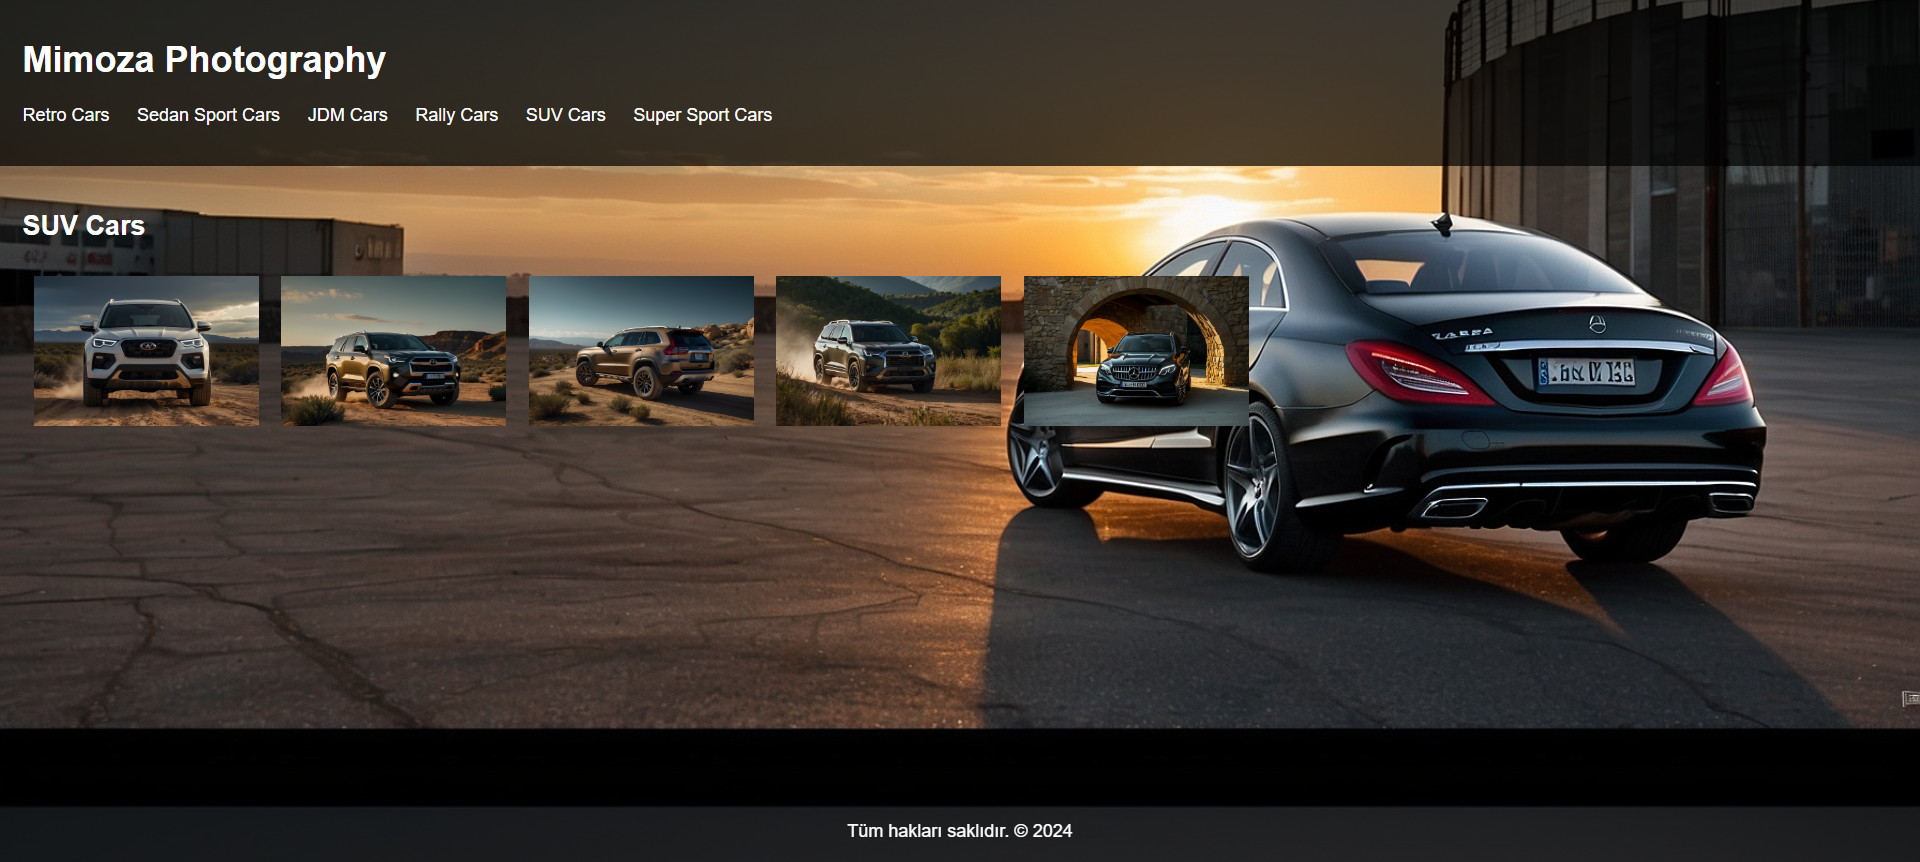 Mimoza Photography
Retro Cars Sedan Sport Cars JDM Cars Rally Cars SUV Cars Super Sport Cars
SUV Cars
Tüm hakları saklıdır. © 2024